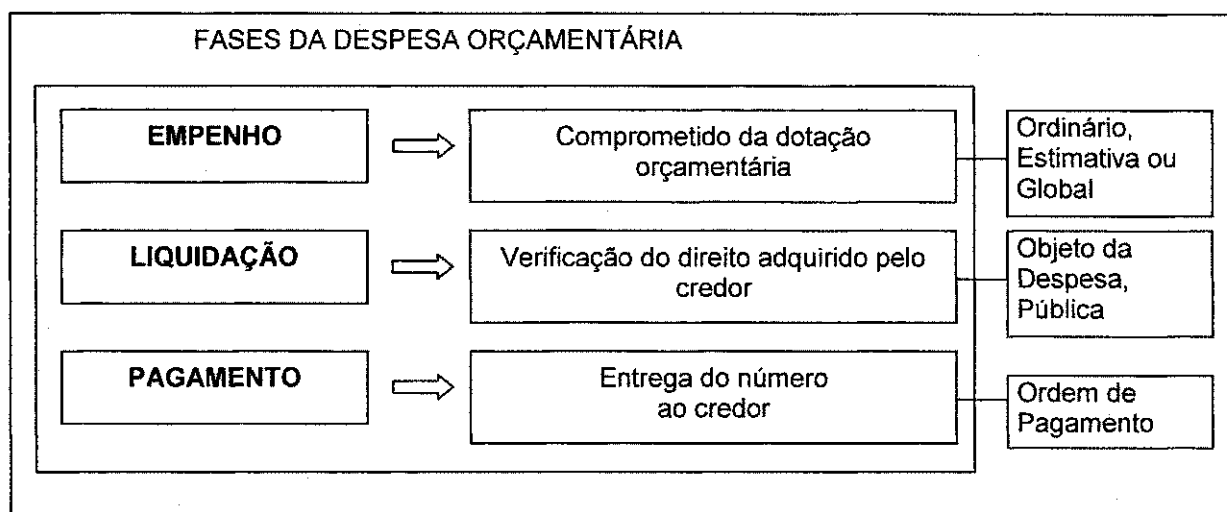 FASES DA DESPESA ORÇAMENTÁRIA
EMPENHO
Comprometido da dotação
orçamentária
Ordinário,
Estimativa ou
Global
LIQUIDAÇÃO
Verificação do direito adquirido pelo
credor
Objeto da
Despesa,
Pública
PAGAMENTO
Entrega do número
ao credor
Ordem de
Pagamento